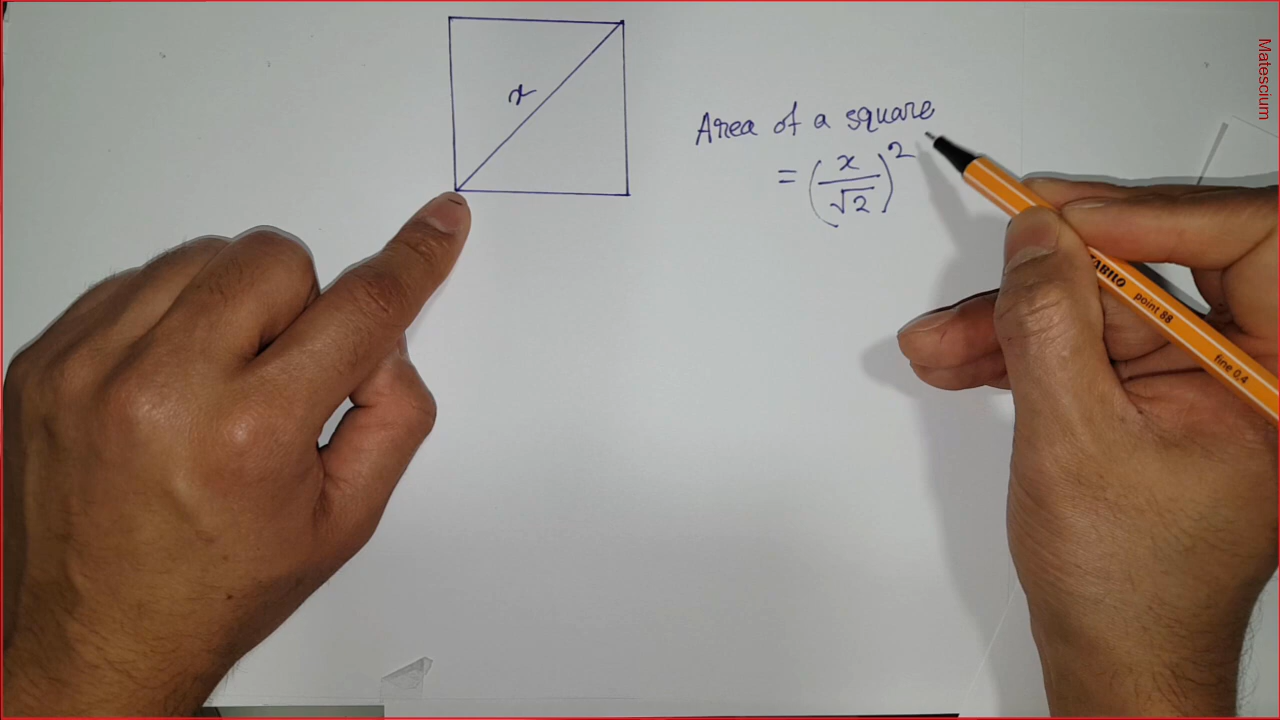 x
Area of a square
= (x/√2)²
STABILO point 88 fine 0,4
Matescium